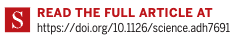 S READ THE FULL ARTICLE AT
https://doi.org/10.1126/science.adh7691